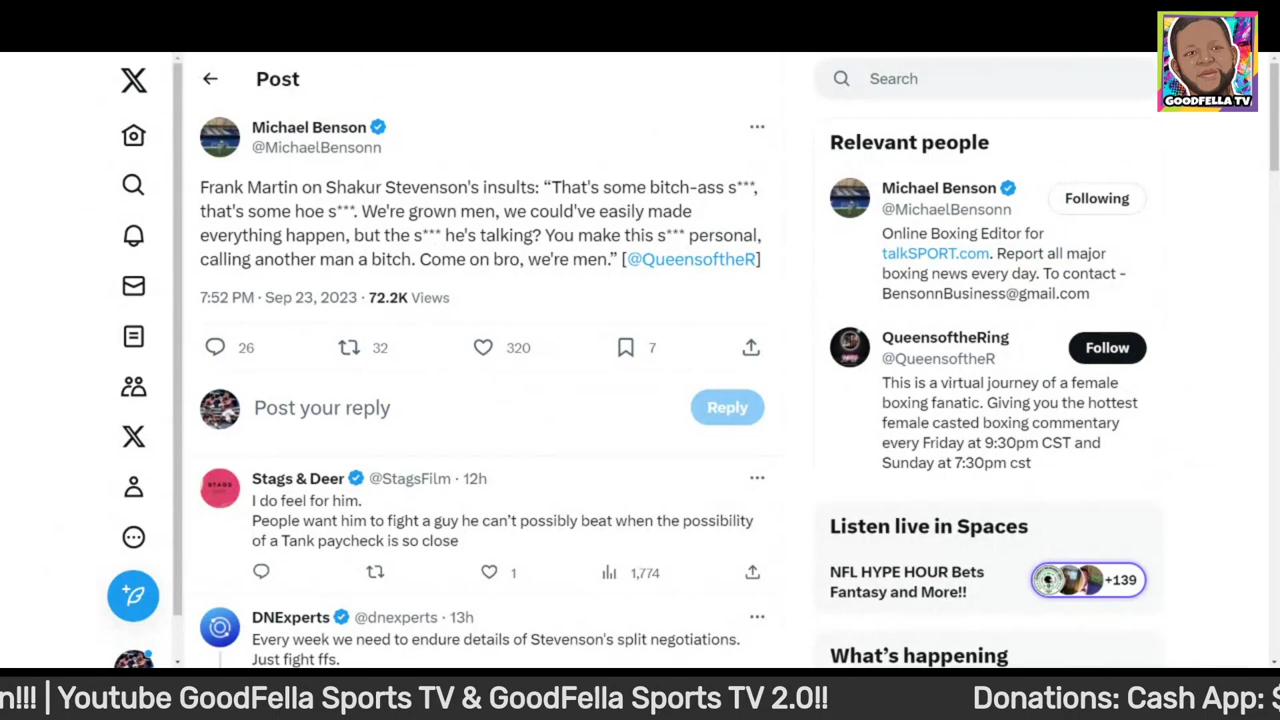 GOODFELLA TV
Post
Search
Michael Benson
@MichaelBensonn
Frank Martin on Shakur Stevenson's insults: “That's some bitch-ass s***,
that's some hoe s***. We're grown men, we could've easily made
everything happen, but the s*** he's talking? You make this s*** personal,
calling another man a bitch. Come on bro, we're men.” [@QueensoftheR]
7:52 PM · Sep 23, 2023 · 72.2K Views
26 32 320 7
Post your reply
Reply
Stags & Deer @StagsFilm · 12h
I do feel for him.
People want him to fight a guy he can’t possibly beat when the possibility
of a Tank paycheck is so close
1 1,774
DNExperts @dnexperts · 13h
Every week we need to endure details of Stevenson's split negotiations.
Just fight ffs.
Relevant people
Michael Benson
@MichaelBensonn
Following
Online Boxing Editor for
talkSPORT.com. Report all major
boxing news every day. To contact -
BensonnBusiness@gmail.com
QueensoftheRing
@QueensoftheR
Follow
This is a virtual journey of a female
boxing fanatic. Giving you the hottest
female casted boxing commentary
every Friday at 9:30pm CST and
Sunday at 7:30pm cst
Listen live in Spaces
NFL HYPE HOUR Bets
Fantasy and More!!
+139
What’s happening
n!!! | Youtube GoodFella Sports TV & GoodFella Sports TV 2.0!! Donations: Cash App: $